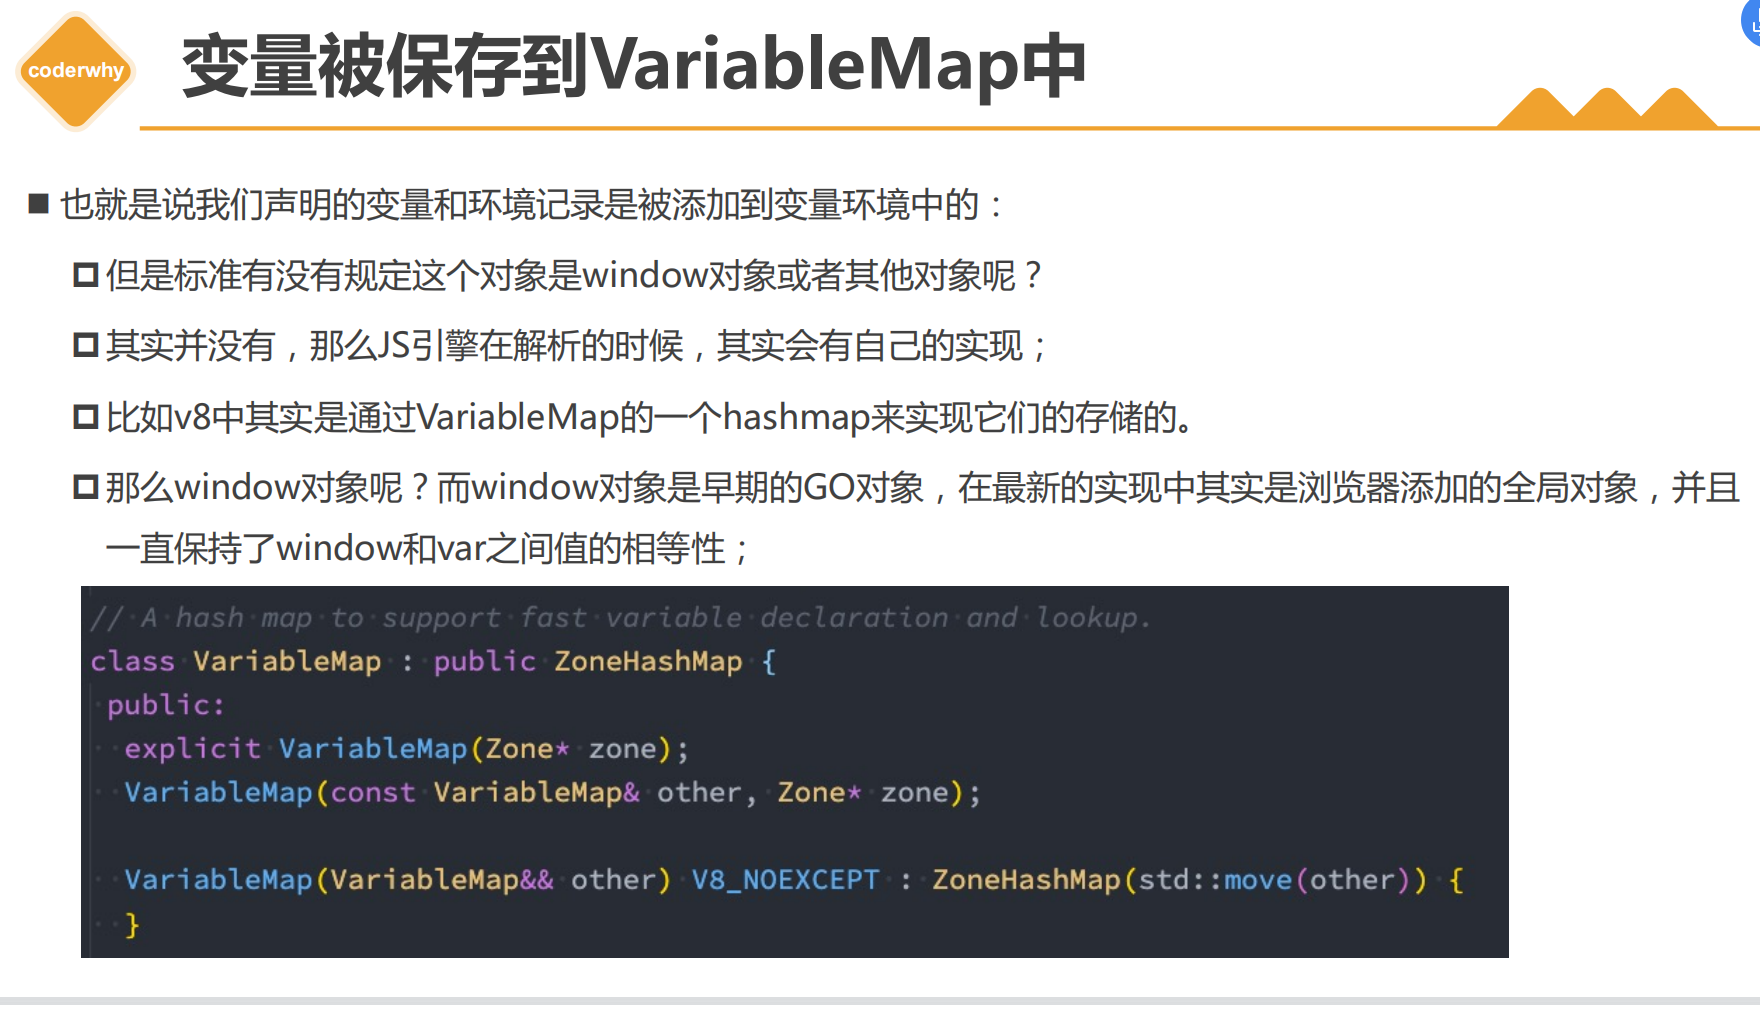 coderwhy
变量被保存到VariableMap中
也就是说我们声明的变量和环境记录是被添加到变量环境中的：
但是标准有没有规定这个对象是window对象或者其他对象呢？
其实并没有，那么JS引擎在解析的时候，其实会有自己的实现；
比如v8中其实是通过VariableMap的一个hashmap来实现它们的存储的。
那么window对象呢？而window对象是早期的GO对象，在最新的实现中其实是浏览器添加的全局对象，并且
一直保持了window和var之间值的相等性；
// A hash map to support fast variable declaration and lookup.
class VariableMap : public ZoneHashMap {
public:
explicit VariableMap(Zone* zone);
VariableMap(const VariableMap& other, Zone* zone);
VariableMap(VariableMap&& other) V8_NOEXCEPT : ZoneHashMap(std::move(other)) {
}